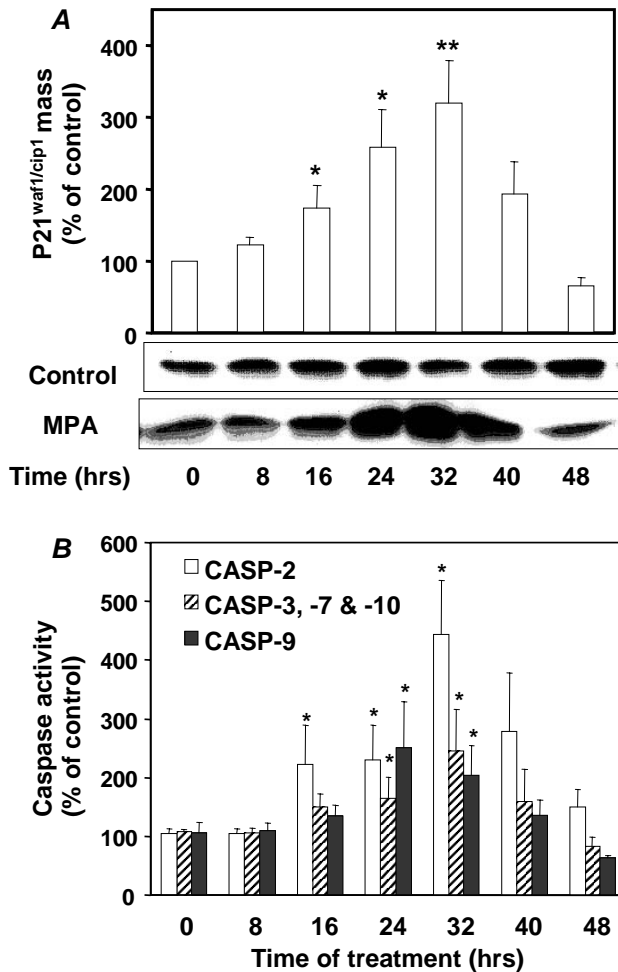 A
P21waf1/cip1 mass
(% of control)
400
300
200
100
0
*
*
**
Control
MPA
Time (hrs) 0 8 16 24 32 40 48
B
Caspase activity
(% of control)
600
500
400
300
200
100
0
CASP-2
CASP-3, -7 & -10
CASP-9
*
*
*
*
*
*
*
0 8 16 24 32 40 48
Time of treatment (hrs)